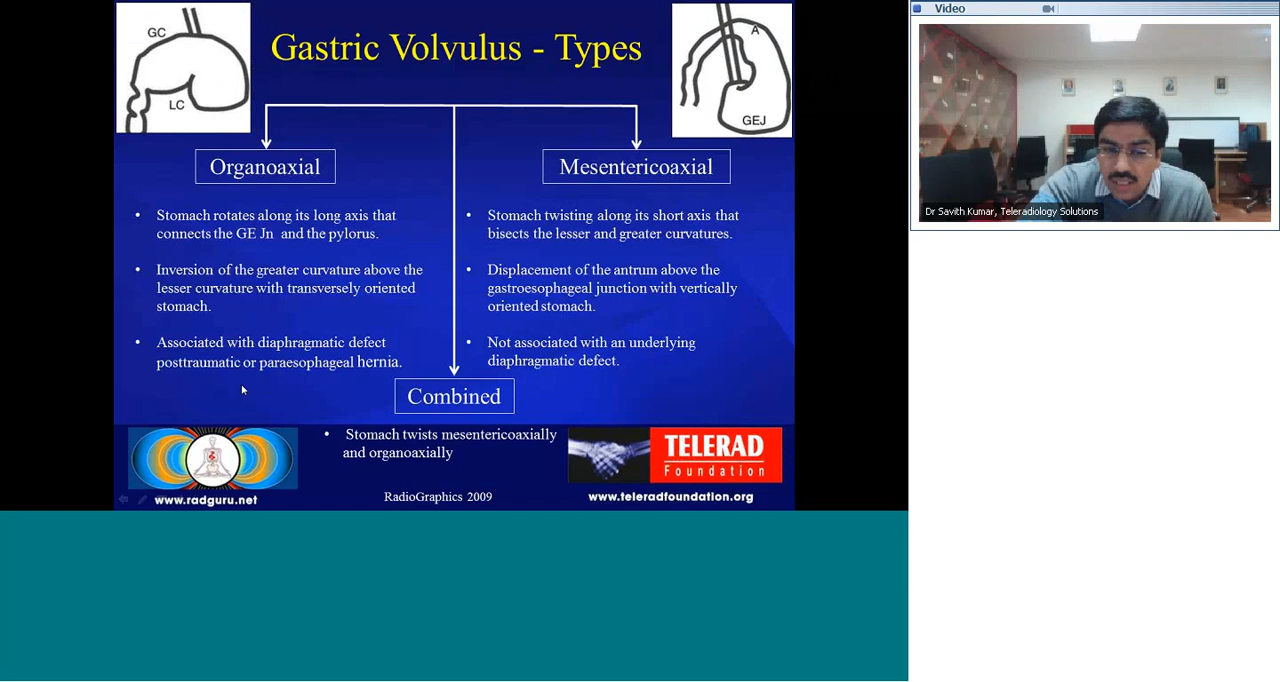 Gastric Volvulus - Types
GC
LC
A
GEJ
Organoaxial
Stomach rotates along its long axis that
connects the GE Jn and the pylorus.
Inversion of the greater curvature above the
lesser curvature with transversely oriented
stomach.
Associated with diaphragmatic defect
posttraumatic or paraesophageal hernia.
Mesentericoaxial
Stomach twisting along its short axis that
bisects the lesser and greater curvatures.
Displacement of the antrum above the
gastroesophageal junction with vertically
oriented stomach.
Not associated with an underlying
diaphragmatic defect.
Combined
Stomach twists mesentericoaxially
and organoaxially
www.radguru.net
RadioGraphics 2009
TELERAD
Foundation
www.teleradfoundation.org
Video
Dr Savith Kumar, Teleradiology Solutions